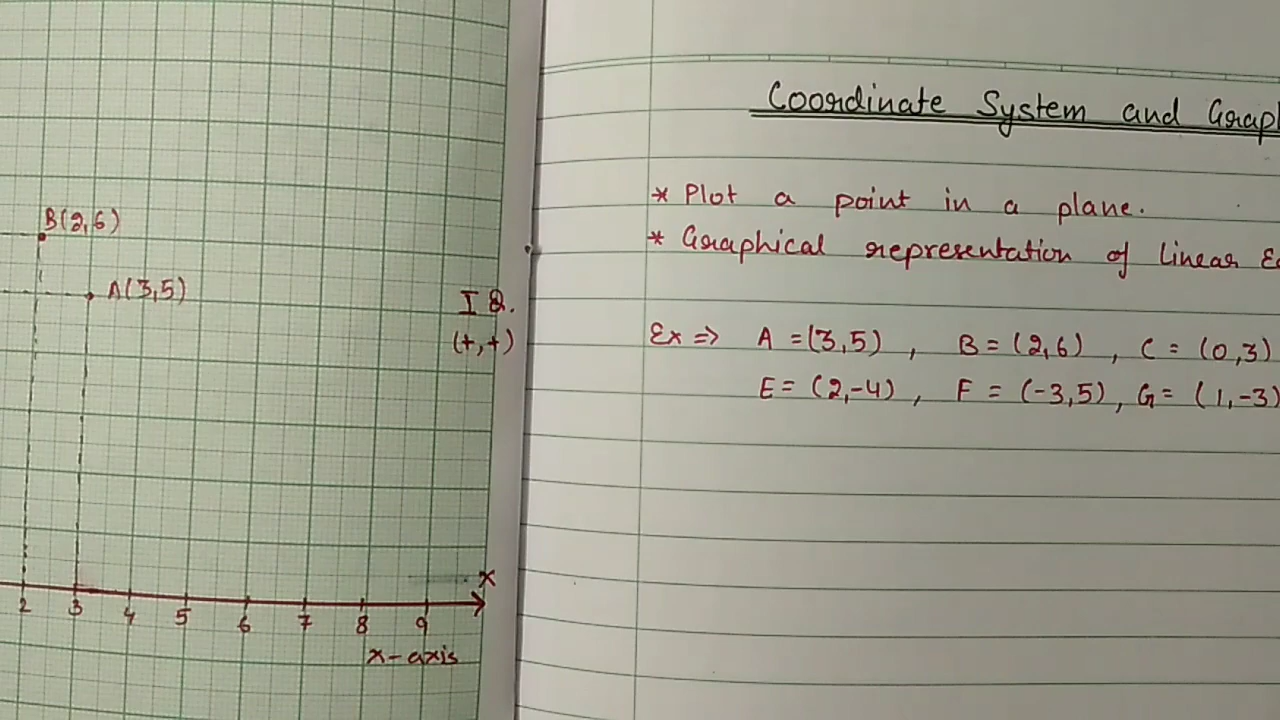 B(2,6)
A(3,5)
I Q.
(+,+)
X
2 3 4 5 6 7 8 9
x-axis
Coordinate System and Graph
* Plot a point in a plane.
* Graphical representation of linear
Ex => A = (3,5) , B = (2,6) , C = (0,3)
E = (2,-4) , F = (-3,5) , G = (1,-3)